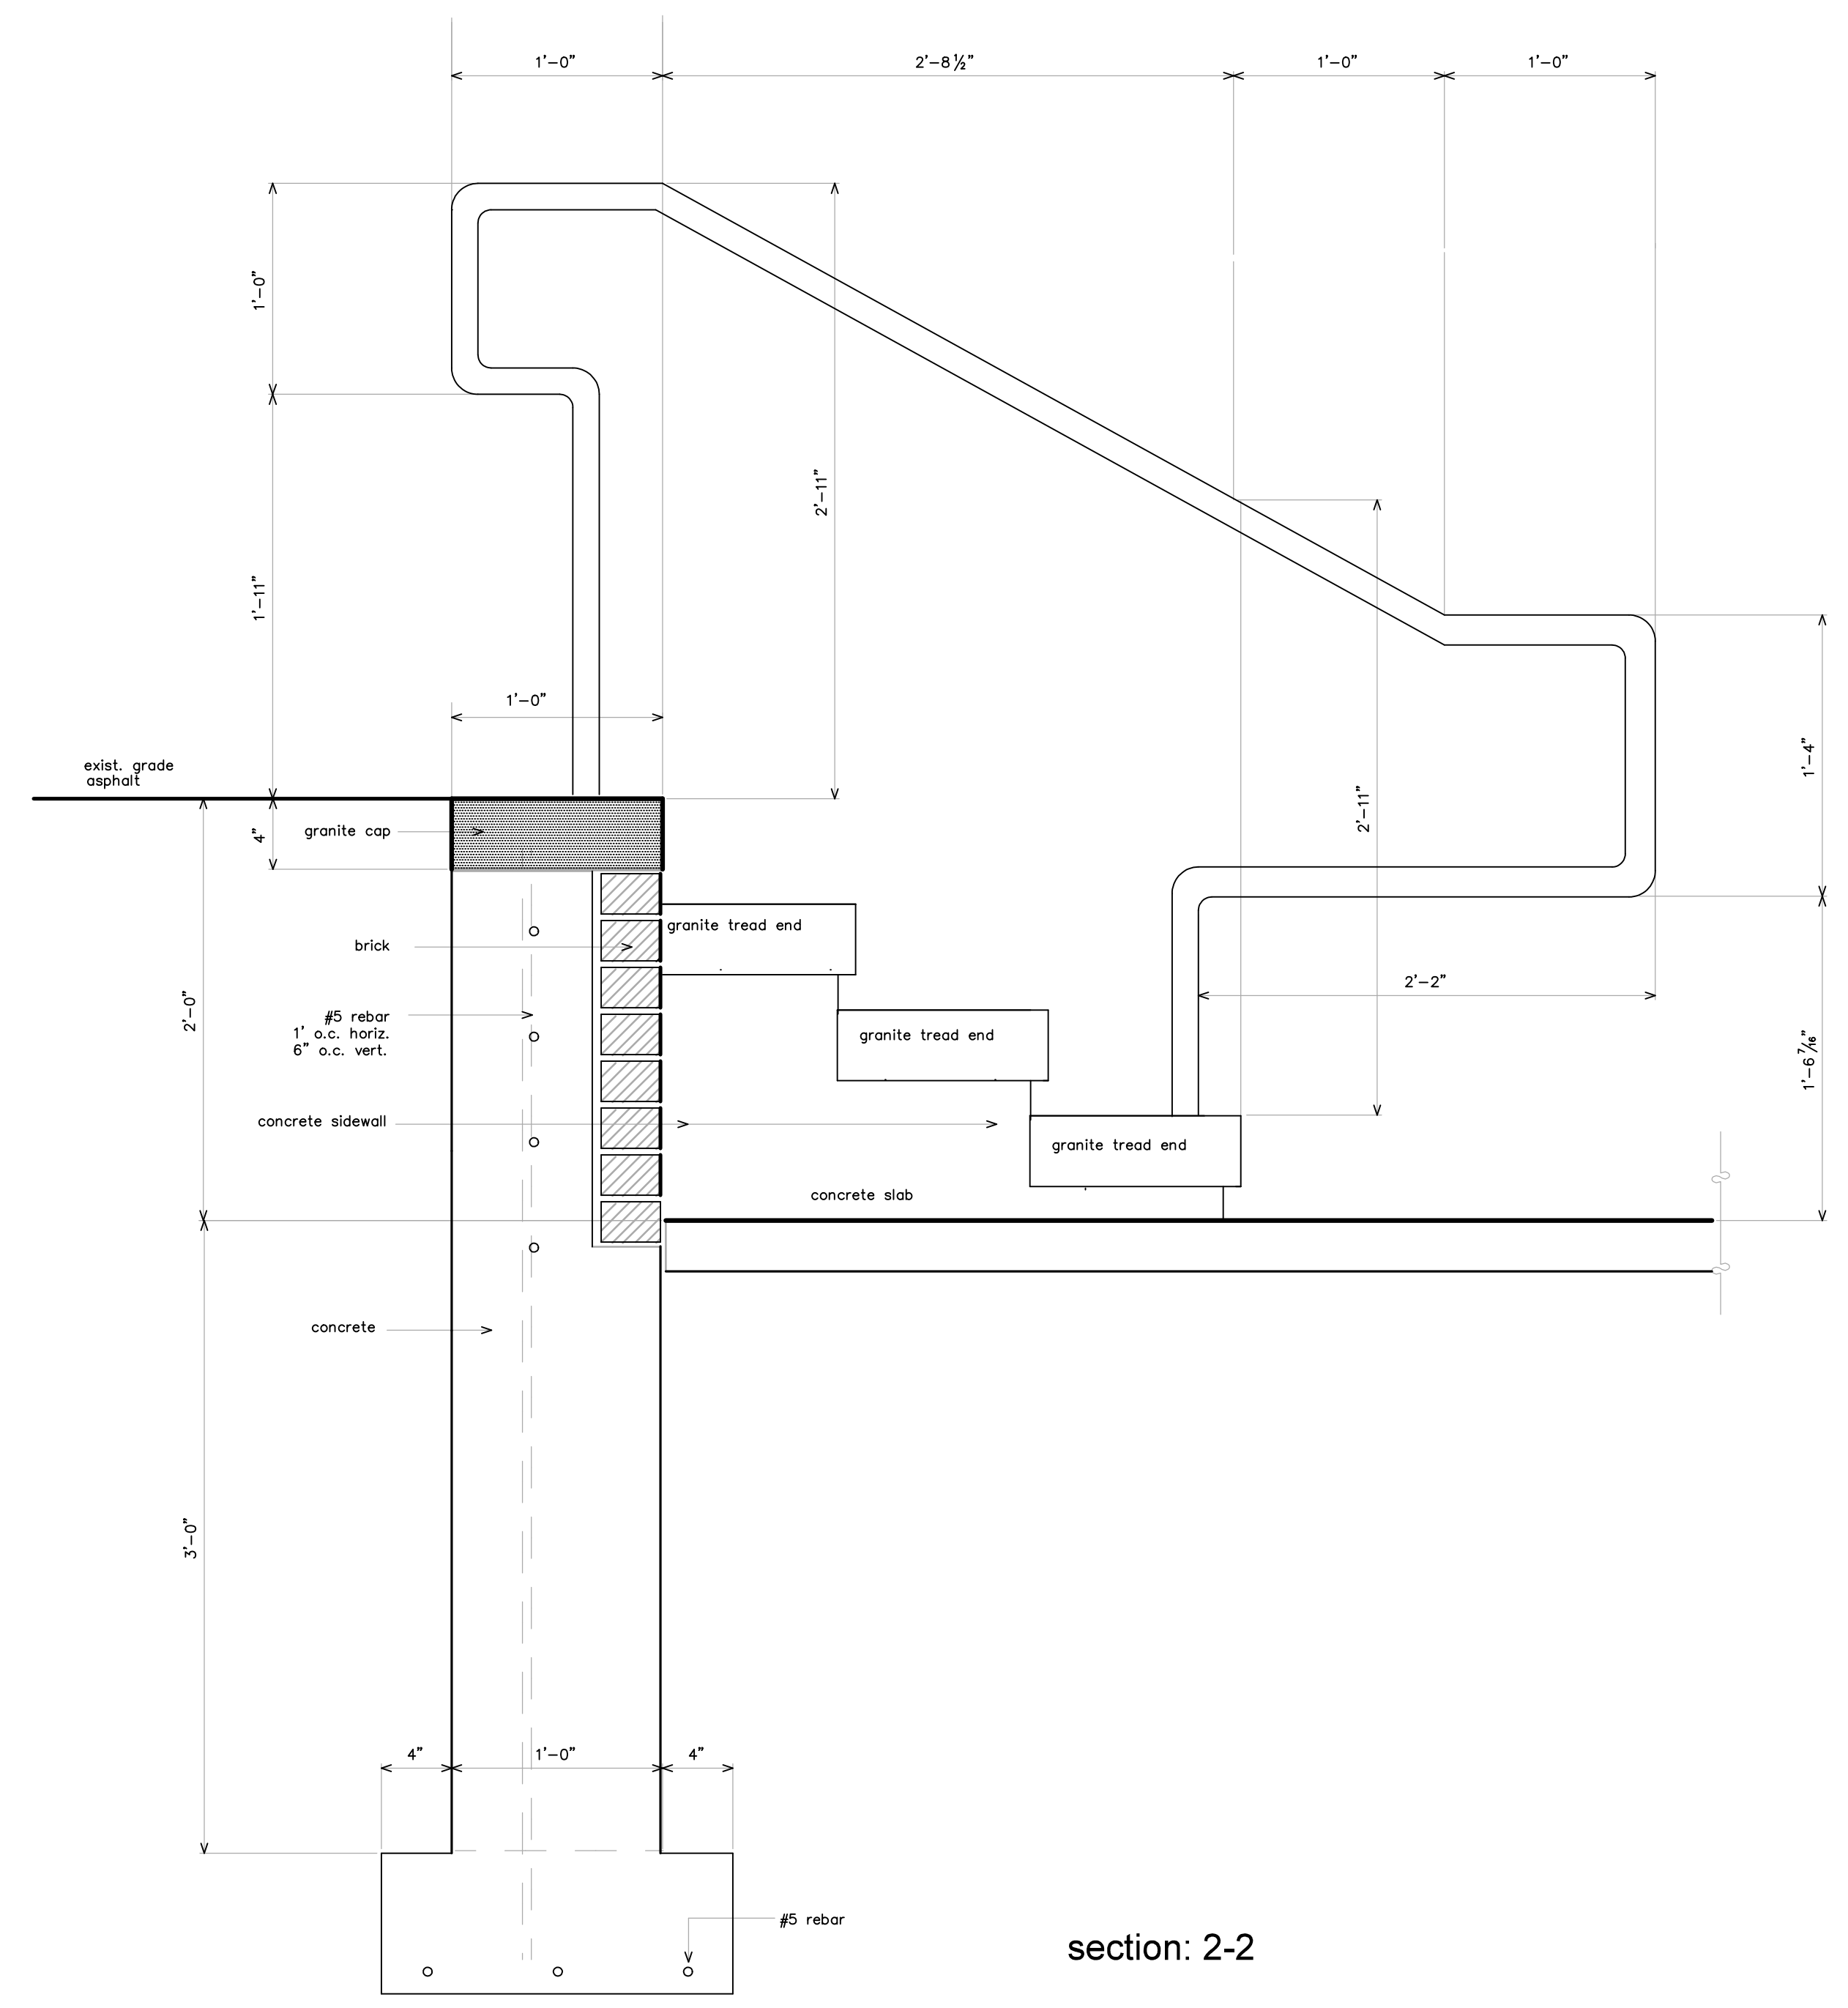 1'-0"
2'-8 1/2"
1'-0"
1'-0"
1'-0"
2'-11"
1'-11"
1'-0"
exist. grade
asphalt
1'-4"
2'-11"
granite cap
4"
granite tread end
brick
2'-2"
2'-0"
#5 rebar
1' o.c. horiz.
6" o.c. vert.
granite tread end
1'-6 7/16"
concrete sidewall
granite tread end
concrete slab
concrete
3'-0"
4"
1'-0"
4"
#5 rebar
section: 2-2